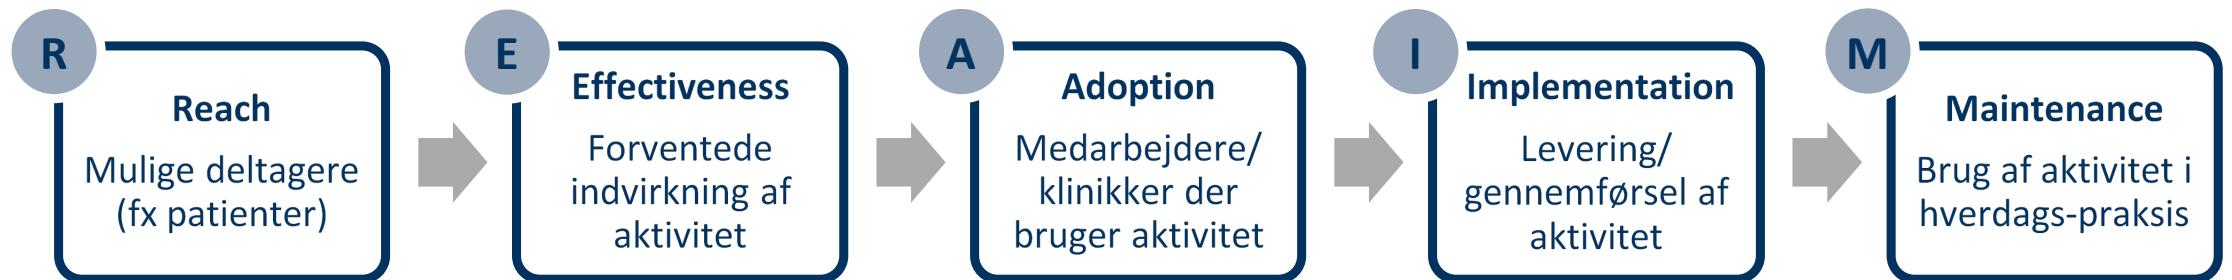 R
Reach
Mulige deltagere
(fx patienter)
E
Effectiveness
Forventede
indvirkning af
aktivitet
A
Adoption
Medarbejdere/
klinikker der
bruger aktivitet
I
Implementation
Levering/
gennemførsel af
aktivitet
M
Maintenance
Brug af aktivitet i
hverdags-praksis